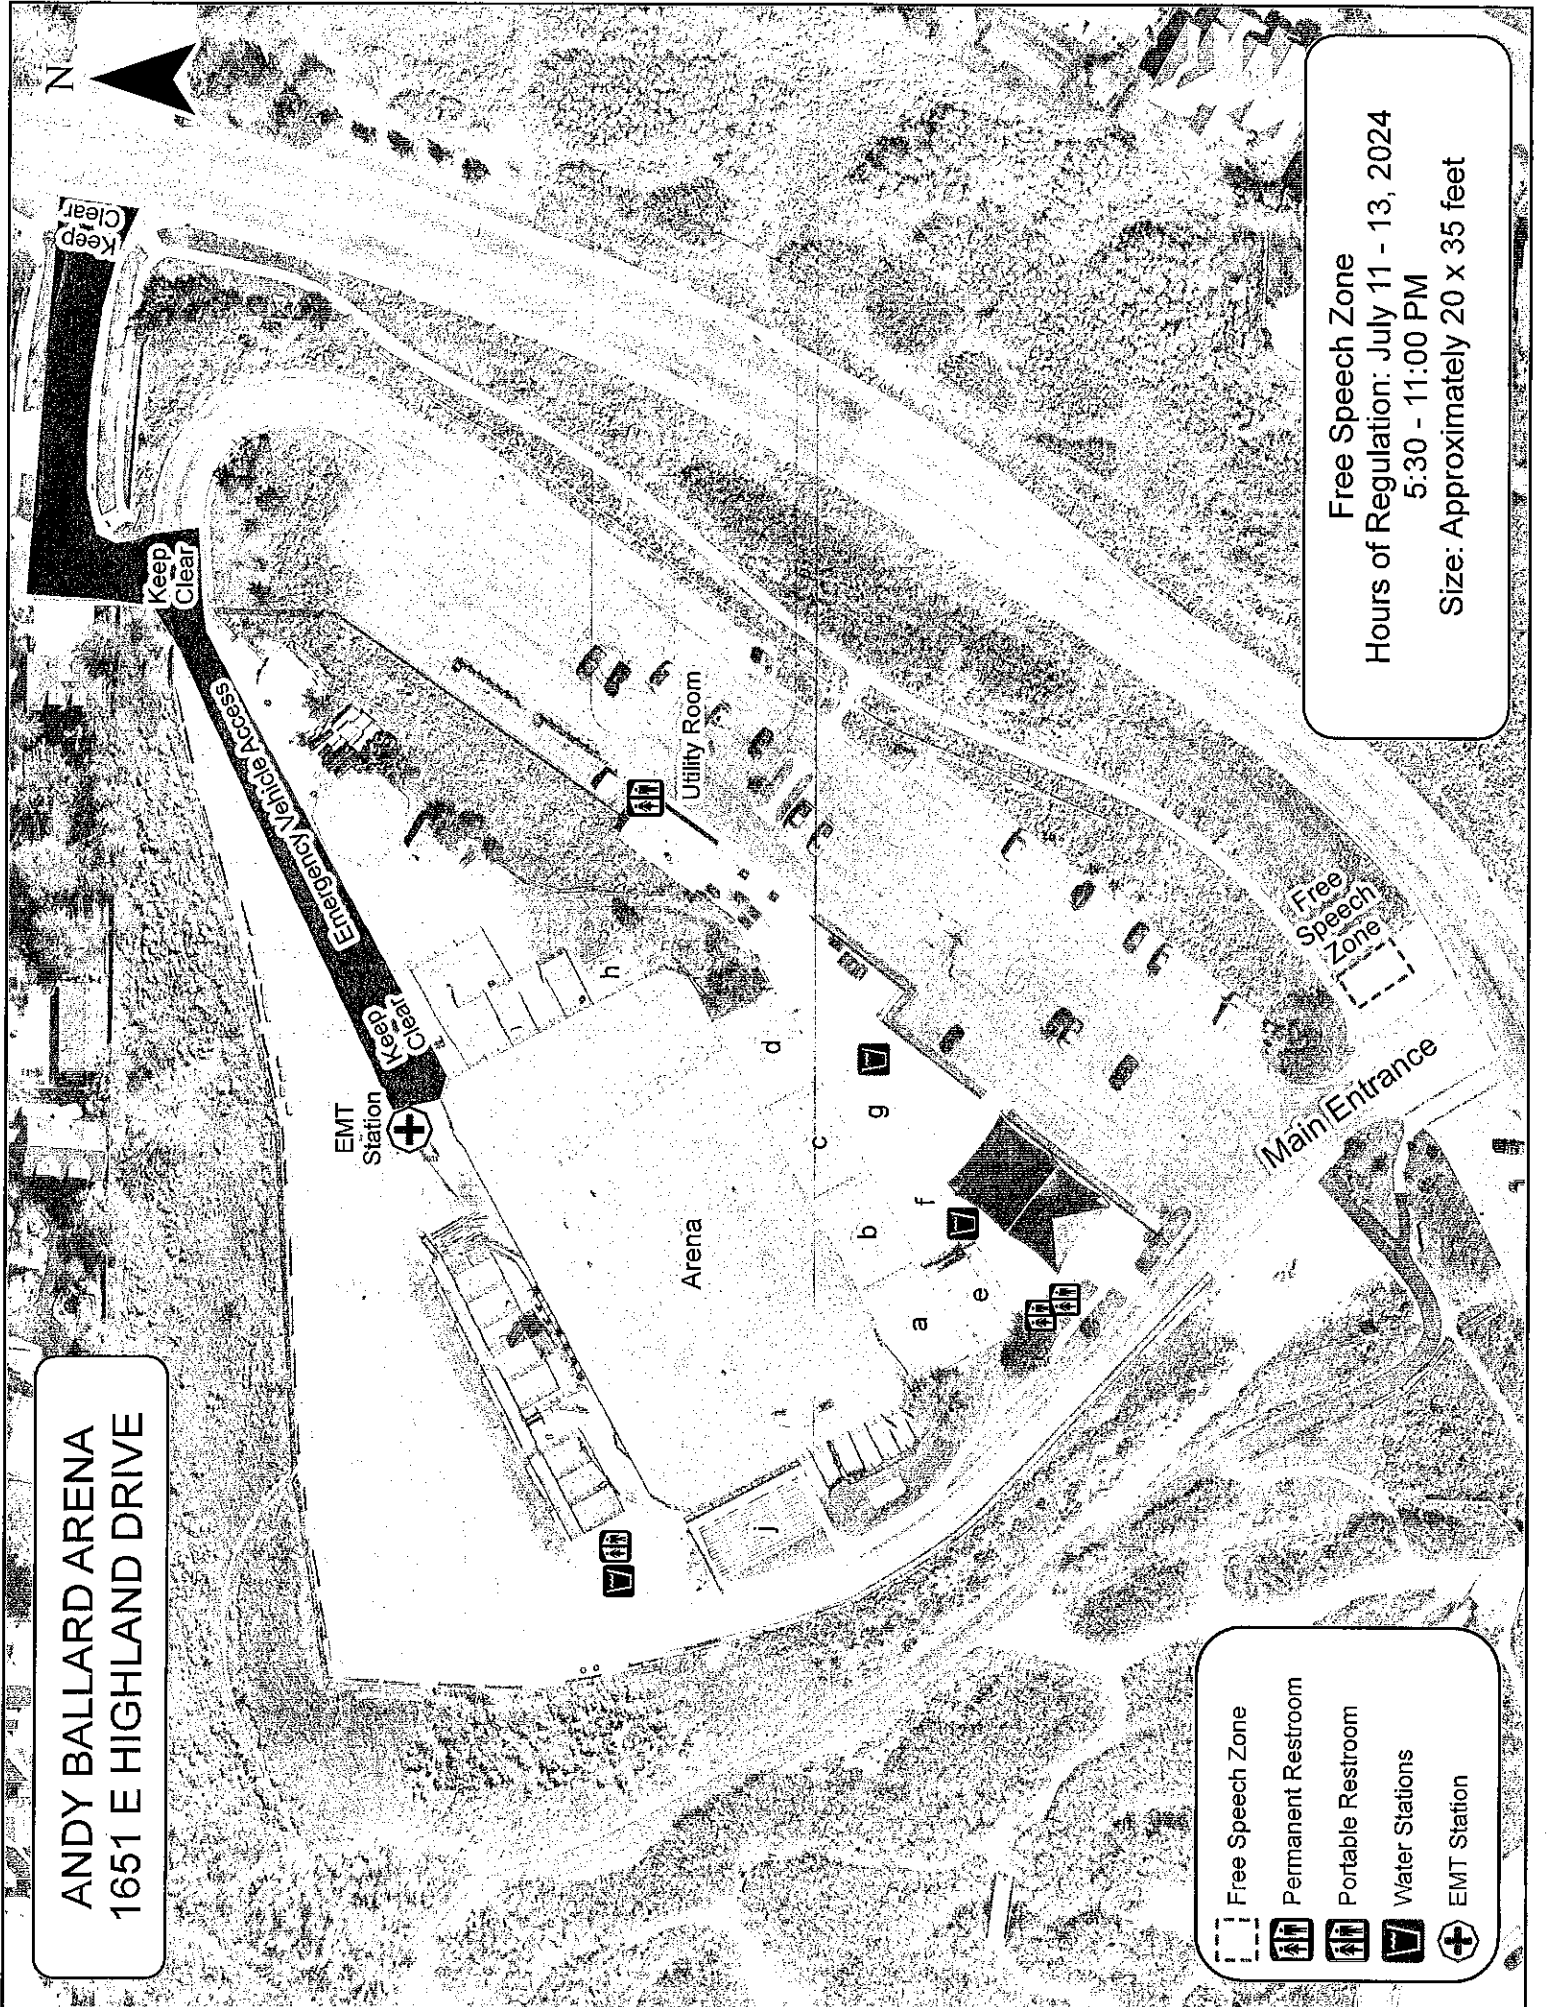 ANDY BALLARD ARENA
1651 E HIGHLAND DRIVE
N
Keep
Clear
Keep
Clear
Emergency Vehicle Access
Keep
Clear
EMT
Station
Utility Room
h
d
Arena
c
g
b
f
a
e
j
Main Entrance
Free
Speech
Zone
Free Speech Zone
Permanent Restroom
Portable Restroom
Water Stations
EMT Station
Free Speech Zone
Hours of Regulation: July 11 - 13, 2024
5:30 - 11:00 PM
Size: Approximately 20 x 35 feet